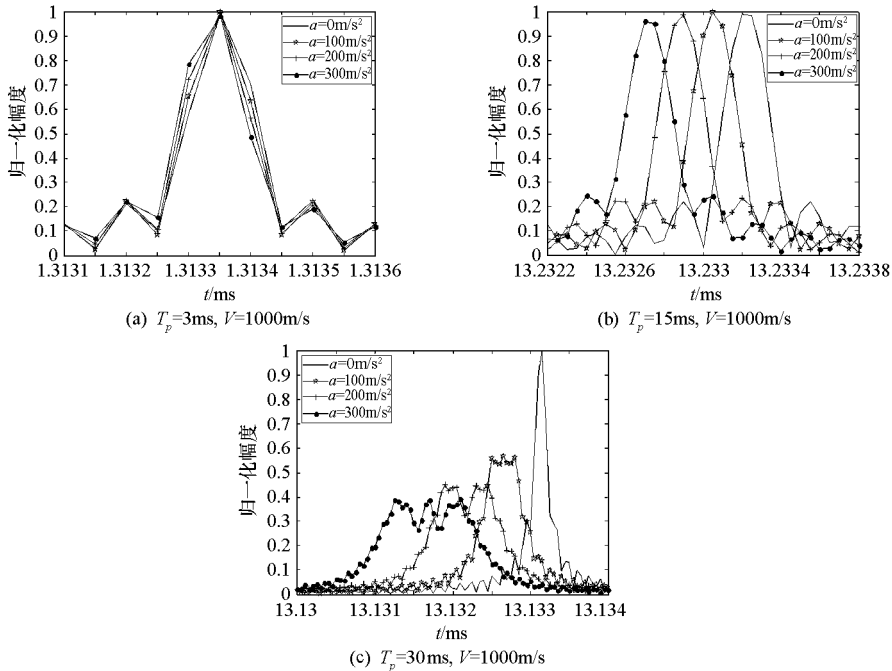 1
0.9
0.8
0.7
0.6
0.5
0.4
0.3
0.2
0.1
0
归一化幅度
a=0m/s²
a=100m/s²
a=200m/s²
a=300m/s²
1.3131 1.3132 1.3133 1.3134 1.3135 1.3136
t/ms
(a) Tp=3ms, V=1000m/s
1
0.9
0.8
0.7
0.6
0.5
0.4
0.3
0.2
0.1
0
归一化幅度
a=0m/s²
a=100m/s²
a=200m/s²
a=300m/s²
13.2322 13.2326 13.233 13.2334 13.2338
t/ms
(b) Tp=15ms, V=1000m/s
1
0.9
0.8
0.7
0.6
0.5
0.4
0.3
0.2
0.1
0
归一化幅度
a=0m/s²
a=100m/s²
a=200m/s²
a=300m/s²
13.13 13.131 13.132 13.133 13.134
t/ms
(c) Tp=30ms, V=1000m/s